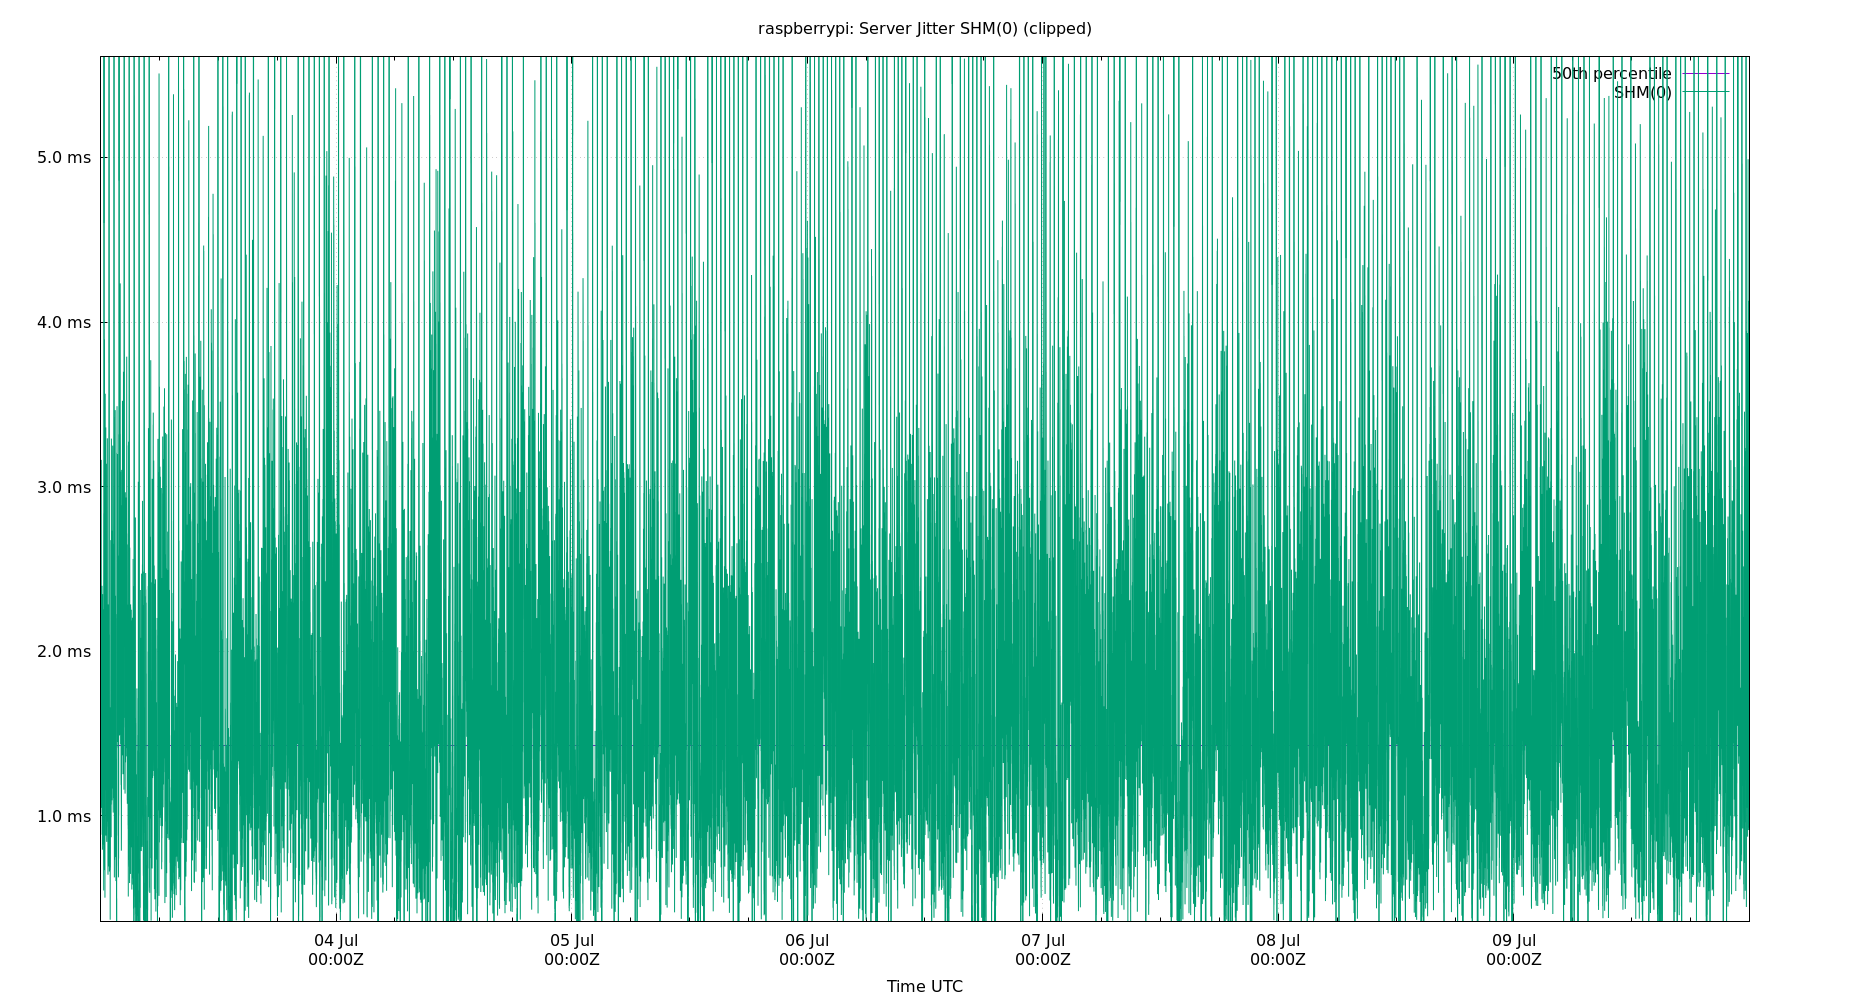 raspberrypi: Server Jitter SHM(0) (clipped)
50th percentile
SHM(0)
5.0 ms
4.0 ms
3.0 ms
2.0 ms
1.0 ms
04 Jul 05 Jul 06 Jul 07 Jul 08 Jul 09 Jul
00:00Z 00:00Z 00:00Z 00:00Z 00:00Z 00:00Z
Time UTC